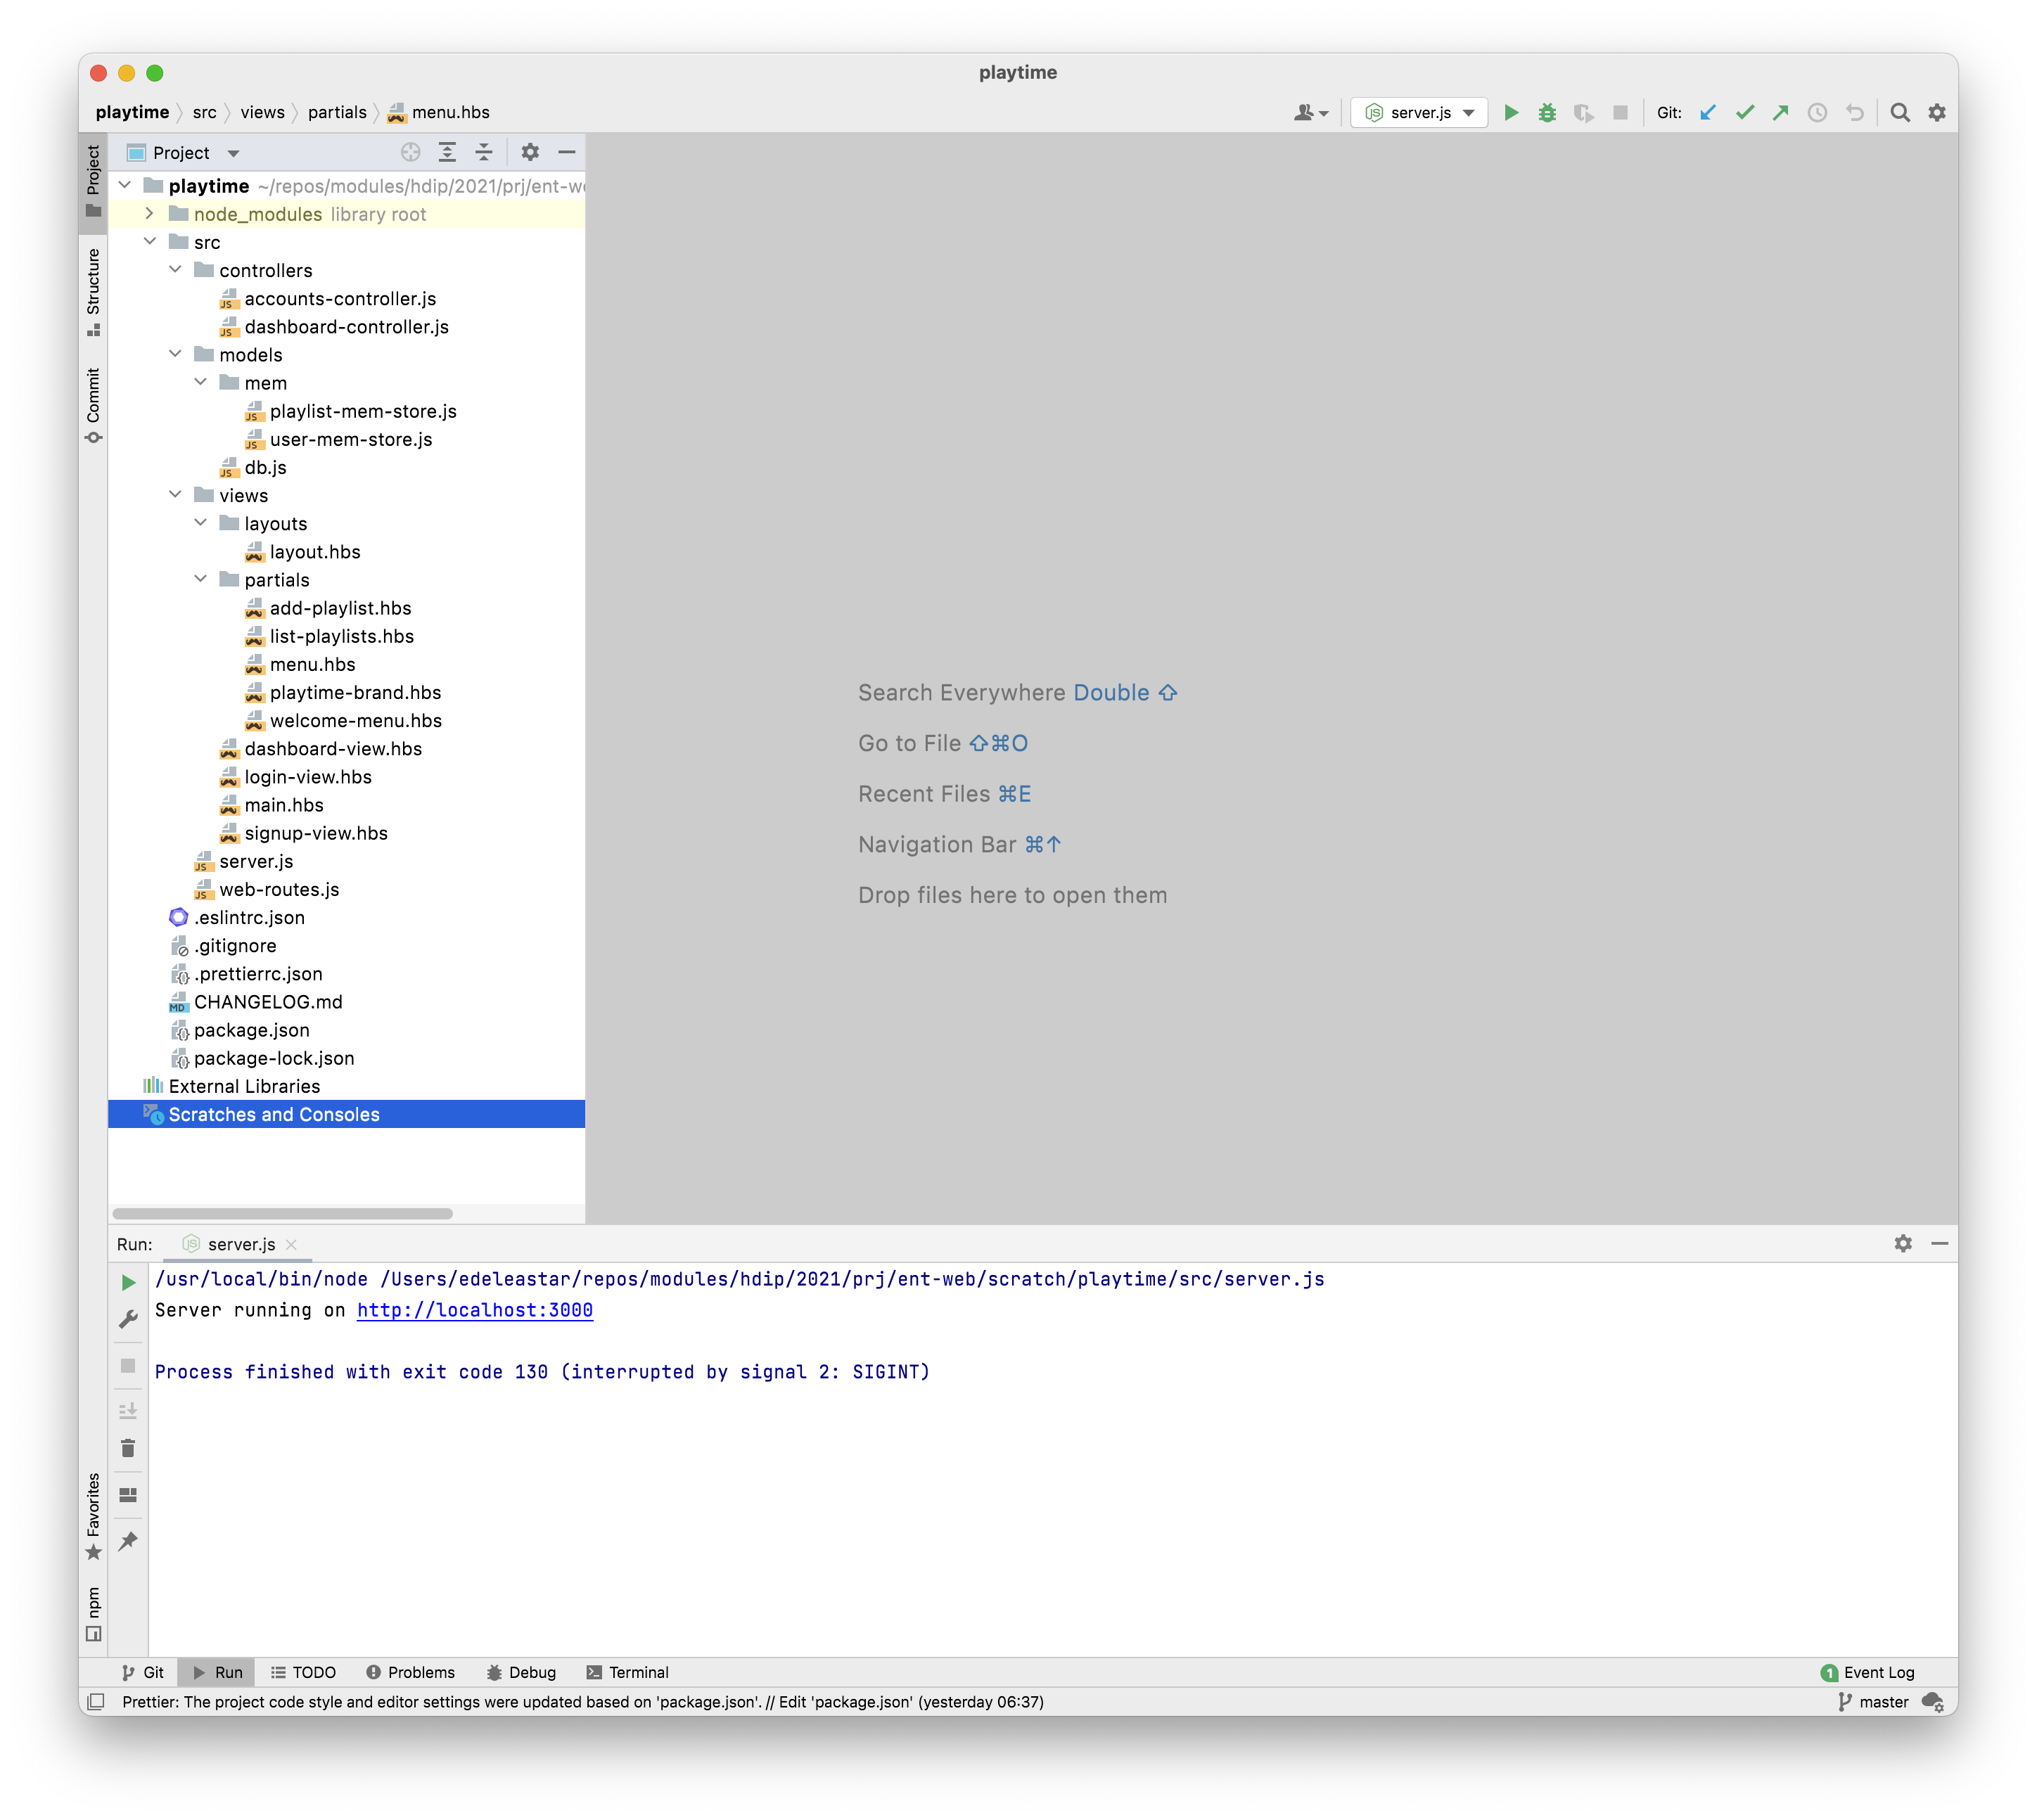 playtime
playtime src views partials menu.hbs server.js Git:
Project
Project
Structure
Commit
playtime ~/repos/modules/hdip/2021/prj/ent-we
node_modules library root
src
controllers
accounts-controller.js
dashboard-controller.js
models
mem
playlist-mem-store.js
user-mem-store.js
db.js
views
layouts
layout.hbs
partials
add-playlist.hbs
list-playlists.hbs
menu.hbs
playtime-brand.hbs
welcome-menu.hbs
dashboard-view.hbs
login-view.hbs
main.hbs
signup-view.hbs
server.js
web-routes.js
.eslintrc.json
.gitignore
.prettierrc.json
CHANGELOG.md
package.json
package-lock.json
External Libraries
Scratches and Consoles
Search Everywhere Double ⇧
Go to File ⇧⌘O
Recent Files ⌘E
Navigation Bar ⌘↑
Drop files here to open them
Run: server.js
/usr/local/bin/node /Users/edeleastar/repos/modules/hdip/2021/prj/ent-web/scratch/playtime/src/server.js
Server running on http://localhost:3000
Process finished with exit code 130 (interrupted by signal 2: SIGINT)
Favorites
npm
Git Run TODO Problems Debug Terminal 1 Event Log
Prettier: The project code style and editor settings were updated based on 'package.json'. // Edit 'package.json' (yesterday 06:37) master